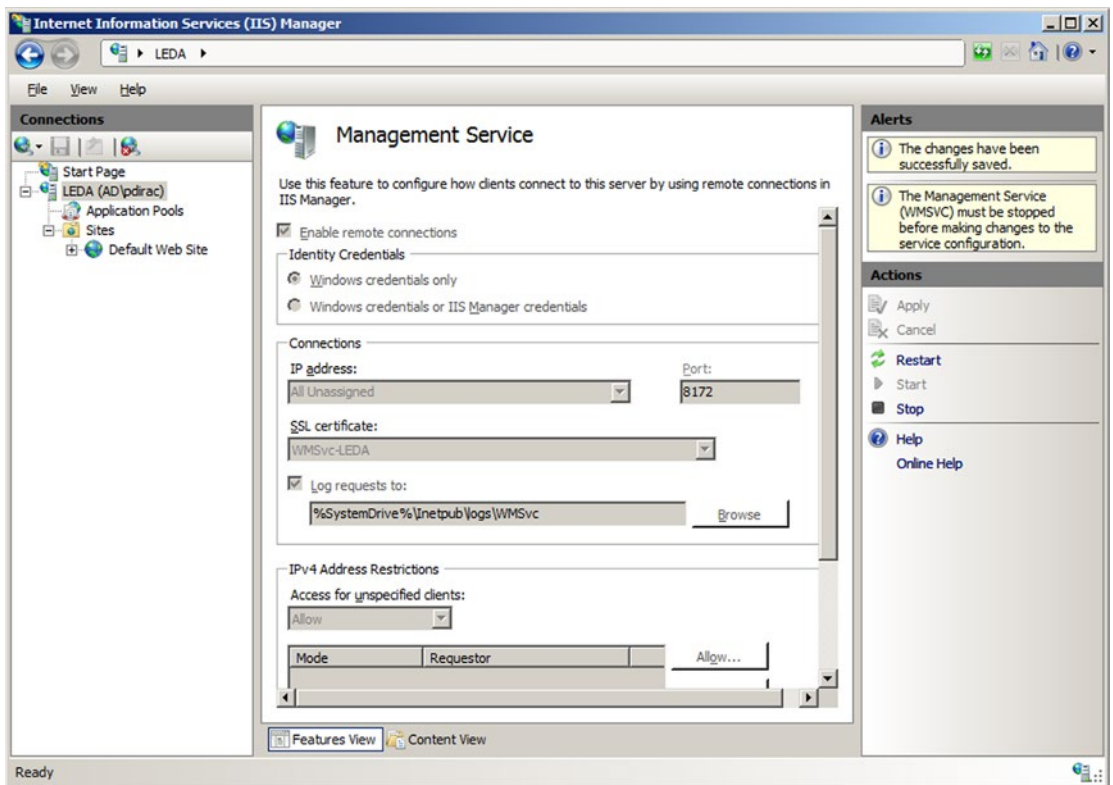 Internet Information Services (IIS) Manager
LEDA
File View Help
Connections
Start Page
LEDA (AD\pdirac)
Application Pools
Sites
Default Web Site
Management Service
Use this feature to configure how clients connect to this server by using remote connections in
IIS Manager.
Enable remote connections
Identity Credentials
Windows credentials only
Windows credentials or IIS Manager credentials
Connections
IP address:
Port:
All Unassigned
8172
SSL certificate:
WMSvc-LEDA
Log requests to:
%SystemDrive%\Inetpub\logs\WMSvc
Browse
IPv4 Address Restrictions
Access for unspecified clients:
Allow
Mode Requestor
Allow...
Features View Content View
Alerts
The changes have been
successfully saved.
The Management Service
(WMSVC) must be stopped
before making changes to the
service configuration.
Actions
Apply
Cancel
Restart
Start
Stop
Help
Online Help
Ready